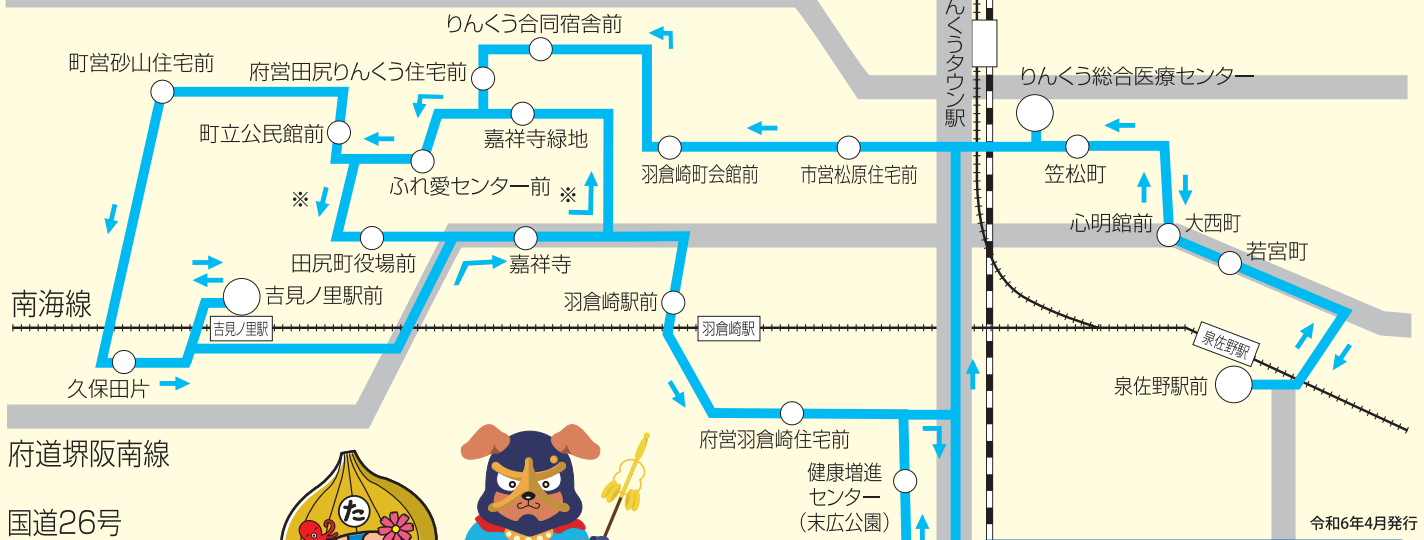 りんくう合同宿舎前
んくうタウン駅
町営砂山住宅前
府営田尻りんくう住宅前
りんくう総合医療センター
町立公民館前
嘉祥寺緑地
ふれ愛センター前
羽倉崎町会館前
市営松原住宅前
笠松町
※
※
心明館前
大西町
田尻町役場前
嘉祥寺
若宮町
南海線
吉見ノ里駅前
羽倉崎駅前
吉見ノ里駅
羽倉崎駅
泉佐野駅
久保田片
泉佐野駅前
府道堺阪南線
府営羽倉崎住宅前
健康増進
センター
(末広公園)
た
国道26号
令和6年4月発行